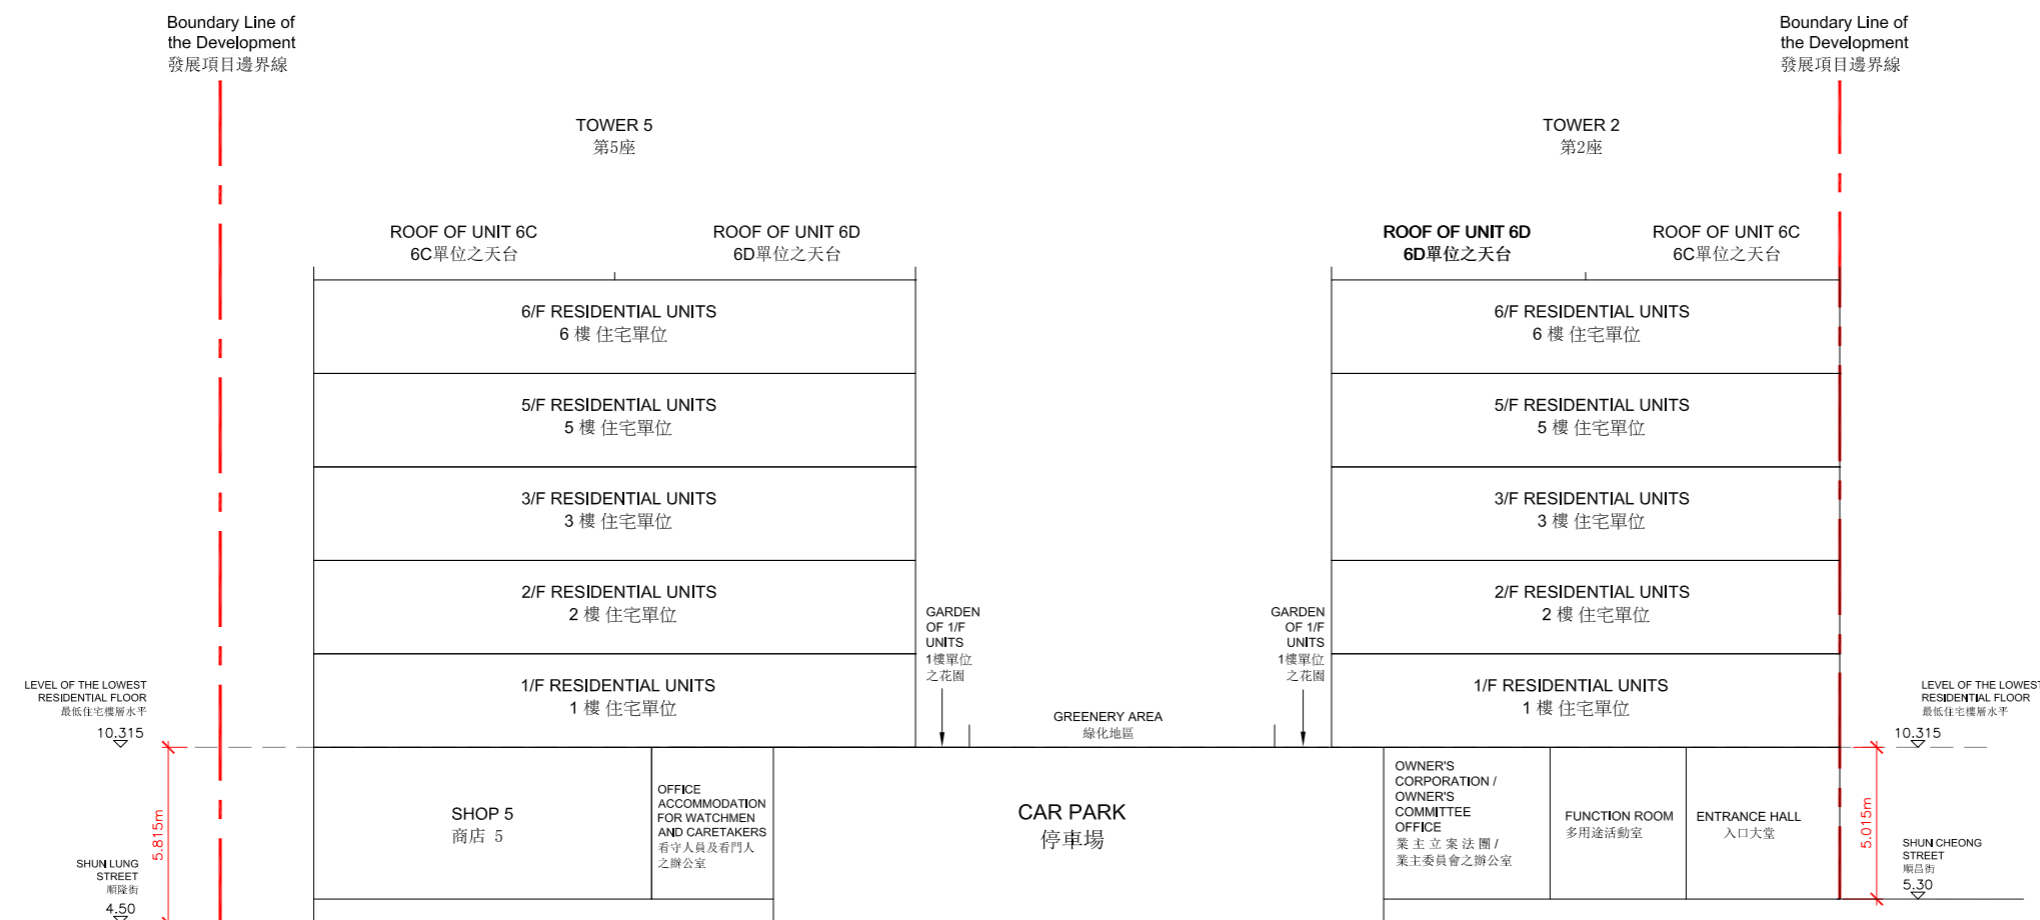 Boundary Line of
the Development
發展項目邊界線
Boundary Line of
the Development
發展項目邊界線
TOWER 5
第5座
TOWER 2
第2座
ROOF OF UNIT 6C
6C單位之天台
ROOF OF UNIT 6D
6D單位之天台
ROOF OF UNIT 6D
6D單位之天台
ROOF OF UNIT 6C
6C單位之天台
6/F RESIDENTIAL UNITS
6 樓 住宅單位
6/F RESIDENTIAL UNITS
6 樓 住宅單位
5/F RESIDENTIAL UNITS
5 樓 住宅單位
5/F RESIDENTIAL UNITS
5 樓 住宅單位
3/F RESIDENTIAL UNITS
3 樓 住宅單位
3/F RESIDENTIAL UNITS
3 樓 住宅單位
2/F RESIDENTIAL UNITS
2 樓 住宅單位
2/F RESIDENTIAL UNITS
2 樓 住宅單位
GARDEN
OF 1/F
UNITS
1樓單位
之花園
GARDEN
OF 1/F
UNITS
1樓單位
之花園
1/F RESIDENTIAL UNITS
1 樓 住宅單位
1/F RESIDENTIAL UNITS
1 樓 住宅單位
LEVEL OF THE LOWEST
RESIDENTIAL FLOOR
最低住宅樓層水平
10.315
LEVEL OF THE LOWEST
RESIDENTIAL FLOOR
最低住宅樓層水平
10.315
GREENERY AREA
綠化地區
5.815m
SHUN LUNG
STREET
順隆街
4.50
SHOP 5
商店 5
OFFICE
ACCOMMODATION
FOR WATCHMEN
AND CARETAKERS
看守人員及看門人
之辦公室
CAR PARK
停車場
OWNER'S
CORPORATION /
OWNER'S
COMMITTEE
OFFICE
業主立案法團/
業主委員會之辦公室
FUNCTION ROOM
多用途活動室
ENTRANCE HALL
入口大堂
5.015m
SHUN CHEONG
STREET
順昌街
5.30